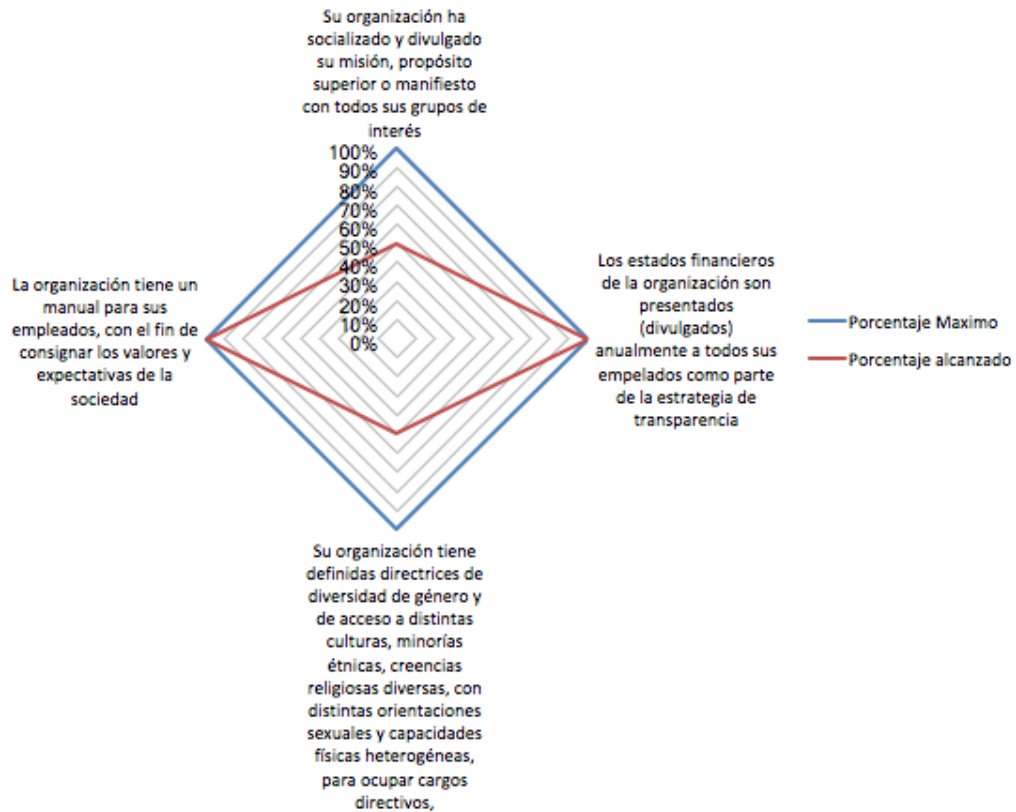 Su organización ha
socializado y divulgado
su misión, propósito
superior o manifiesto
con todos sus grupos de
interés
100%
90%
80%
70%
60%
50%
40%
30%
20%
10%
0%
Los estados financieros
de la organización son
presentados
(divulgados)
anualmente a todos sus
empelados como parte
de la estrategia de
transparencia
Su organización tiene
definidas directrices de
diversidad de género y
de acceso a distintas
culturas, minorías
étnicas, creencias
religiosas diversas, con
distintas orientaciones
sexuales y capacidades
físicas heterogéneas,
para ocupar cargos
directivos,
La organización tiene un
manual para sus
empleados, con el fin de
consignar los valores y
expectativas de la
sociedad
Porcentaje Maximo
Porcentaje alcanzado